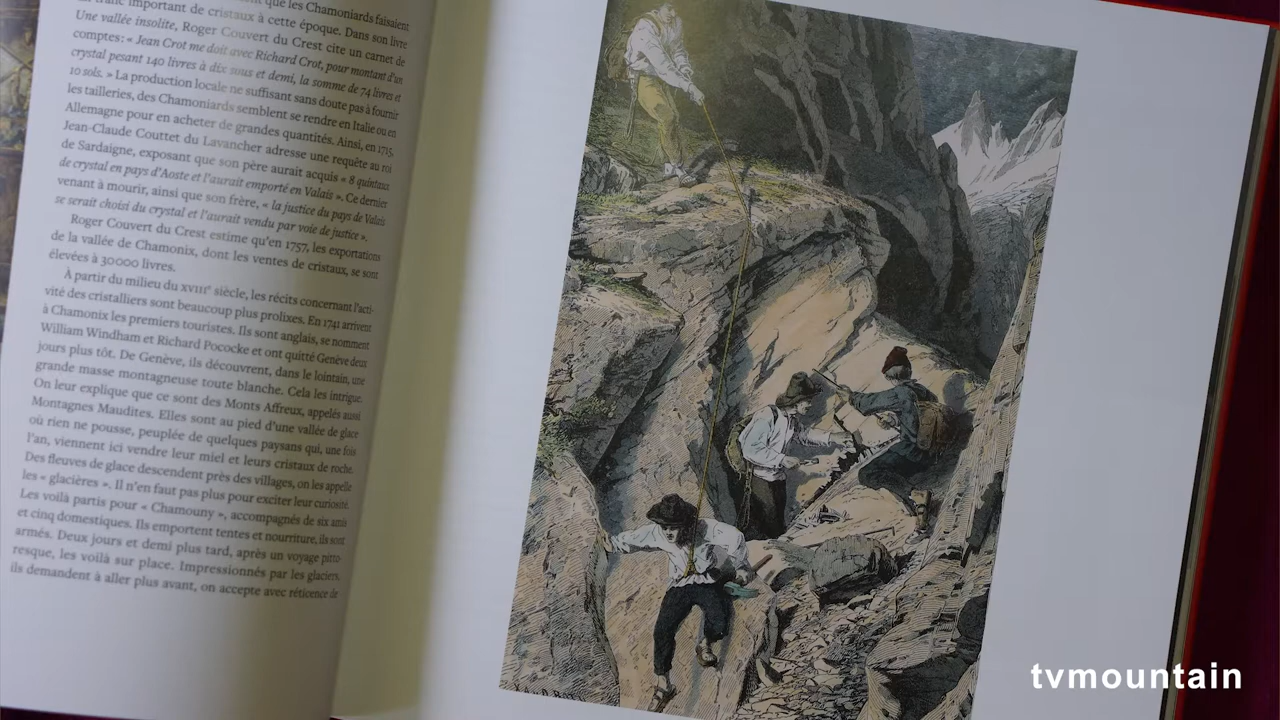 important de cristaux à cette époque. Dans son livre
que les Chamoniards faisaient
Une vallée insolite, Roger Couvert du Crest cite un carnet de
comptes : « Jean Crot me doit avec Richard Crot, pour montant d'un
crystal pesant 140 livres à dix sous et demi, la somme de 74 livres et
10 sols. » La production locale ne suffisant sans doute pas à fournir
les tailleries, des Chamoniards semblent se rendre en Italie ou en
Allemagne pour en acheter de grandes quantités. Ainsi, en 1715,
Jean-Claude Couttet du Lavancher adresse une requête au roi
de Sardaigne, exposant que son père aurait acquis « 8 quintaux
de crystal en pays d'Aoste et l'aurait emporté en Valais ». Ce dernier
venant à mourir, ainsi que son frère, « la justice du pays de Valais
se serait choisi du crystal et l'aurait vendu par voie de justice ».
Roger Couvert du Crest estime qu'en 1757, les exportations
de la vallée de Chamonix, dont les ventes de cristaux, se sont
élevées à 30 000 livres.
À partir du milieu du XVIIIe siècle, les récits concernant l'acti-
vité des cristalliers sont beaucoup plus prolixes. En 1741 arrivent
à Chamonix les premiers touristes. Ils sont anglais, se nomment
William Windham et Richard Pococke et ont quitté Genève deux
jours plus tôt. De Genève, ils découvrent, dans le lointain, une
grande masse montagneuse toute blanche. Cela les intrigue.
On leur explique que ce sont des Monts Affreux, appelés aussi
Montagnes Maudites. Elles sont au pied d'une vallée de glace
où rien ne pousse, peuplée de quelques paysans qui, une fois
l'an, viennent ici vendre leur miel et leurs cristaux de roche.
Des fleuves de glace descendent près des villages, on les appelle
les « glacières ». Il n'en faut pas plus pour exciter leur curiosité.
Les voilà partis pour « Chamouny », accompagnés de six amis
et cinq domestiques. Ils emportent tentes et nourriture, ils sont
armés. Deux jours et demi plus tard, après un voyage pitto-
resque, les voilà sur place. Impressionnés par les glaciers,
ils demandent à aller plus avant, on accepte avec réticence de
tvmountain